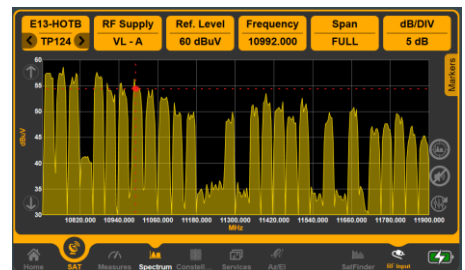 E13-HOTB
RF Supply
Ref. Level
Frequency
Span
dB/DIV
TP124
VL - A
60 dBuV
10992.000
FULL
5 dB
Markers
60
55
50
45
40
35
30
dBuV
10820.000 10940.000 11060.000 11180.000 11300.000 11420.000 11540.000 11660.000 11780.000 11900.000
MHz
Home
SAT
Measures
Spectrum
Constell...
Services
Az/El
SatFinder
RF Input